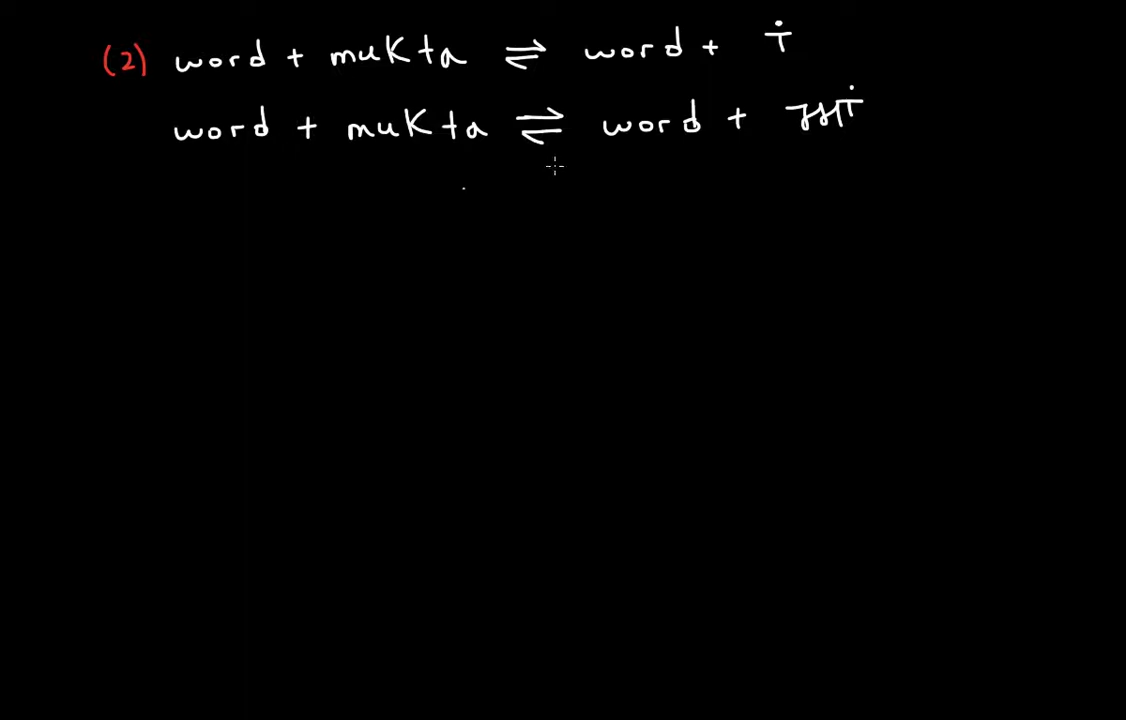 (2) word + mukta ⇌ word + ਾਂ
word + mukta ⇌ word +